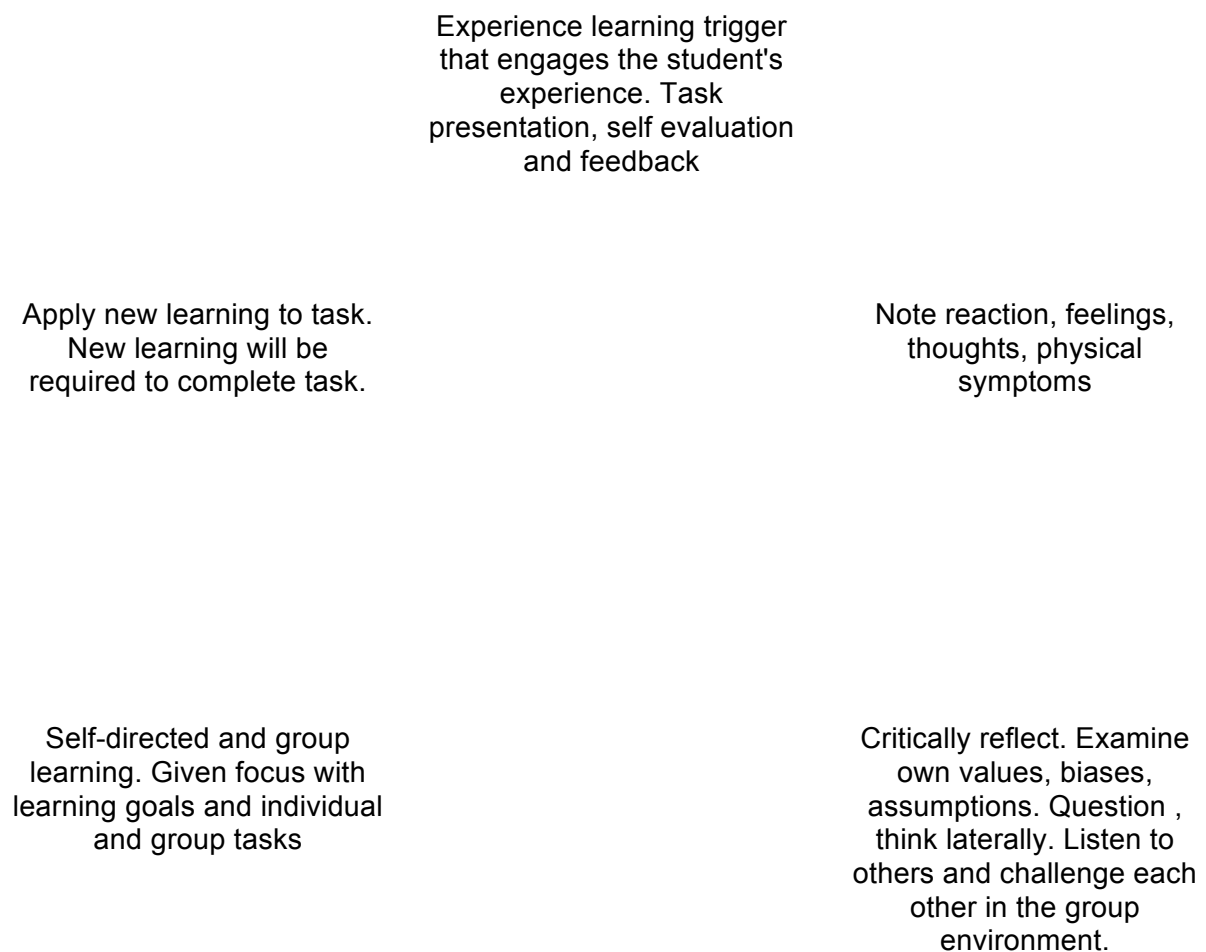 Experience learning trigger
that engages the student's
experience. Task
presentation, self evaluation
and feedback
Apply new learning to task.
New learning will be
required to complete task.
Note reaction, feelings,
thoughts, physical
symptoms
Self-directed and group
learning. Given focus with
learning goals and individual
and group tasks
Critically reflect. Examine
own values, biases,
assumptions. Question ,
think laterally. Listen to
others and challenge each
other in the group
environment.